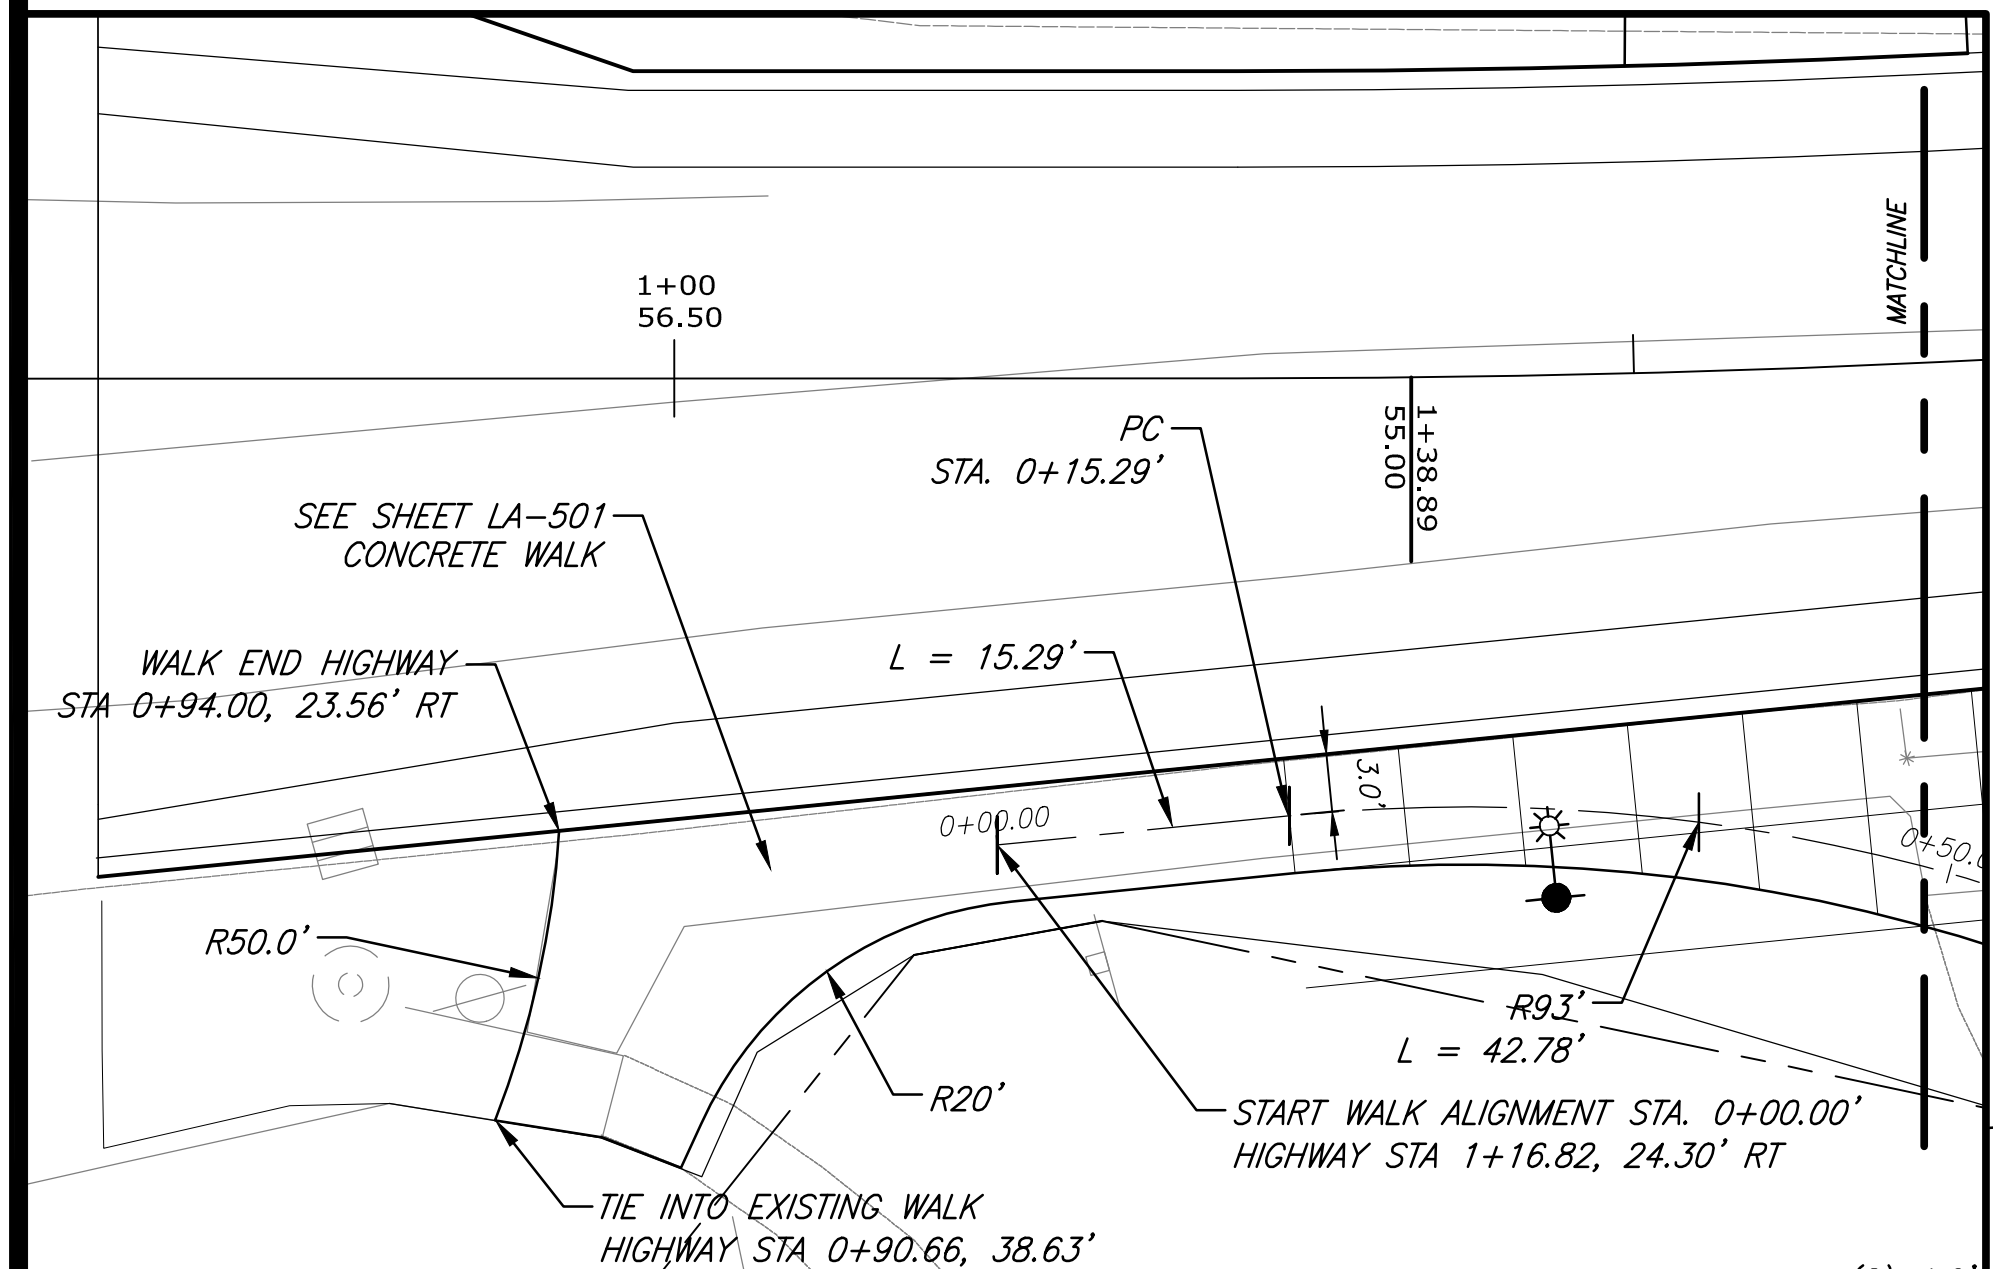 MATCHLINE
1+00
56.50
PC
STA. 0+15.29'
1+38.89
55.00
SEE SHEET LA-501
CONCRETE WALK
WALK END HIGHWAY
STA 0+94.00, 23.56' RT
L = 15.29'
3.0'
0+00.00
0+50.0
R50.0'
R93'
L = 42.78'
R20'
START WALK ALIGNMENT STA. 0+00.00'
HIGHWAY STA 1+16.82, 24.30' RT
TIE INTO EXISTING WALK
HIGHWAY STA 0+90.66, 38.63'